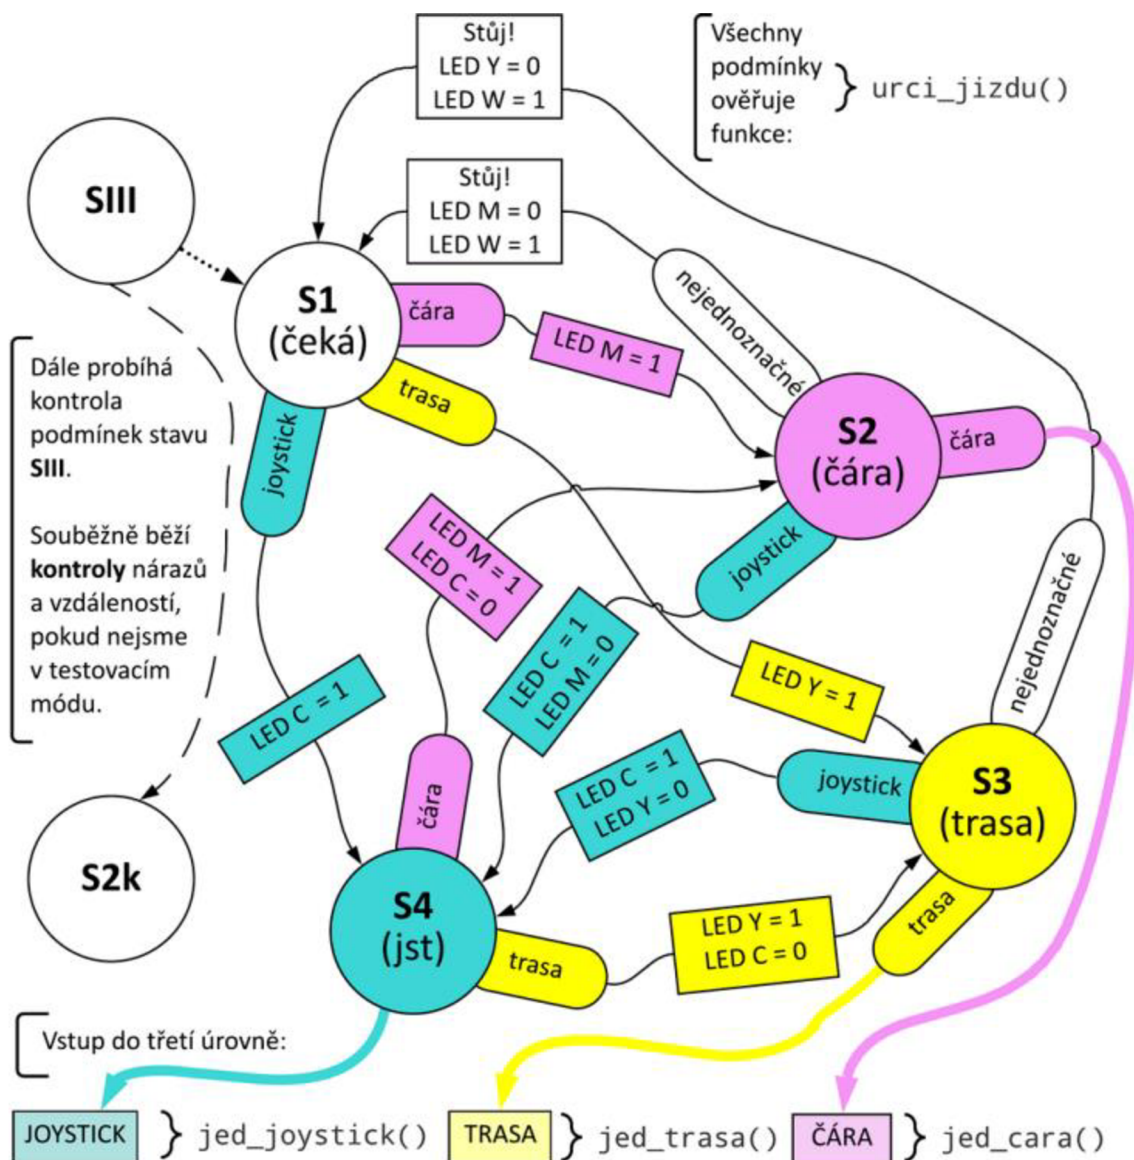 Stůj!
LED Y = 0
LED W = 1
Všechny
podmínky
ověřuje
funkce:
urci_jizdu()
SIII
Stůj!
LED M = 0
LED W = 1
S1
(čeká)
čára
LED M = 1
nejednoznačné
trasa
joystick
S2
(čára)
čára
joystick
Dále probíhá
kontrola
podmínek stavu
SIII.
Souběžně běží
kontroly nárazů
a vzdáleností,
pokud nejsme
v testovacím
módu.
LED M = 1
LED C = 0
LED C = 1
LED M = 0
nejednoznačné
LED Y = 1
LED C = 1
LED C = 1
LED Y = 0
joystick
S3
(trasa)
trasa
čára
S2k
S4
(jst)
trasa
LED Y = 1
LED C = 0
Vstup do třetí úrovně:
JOYSTICK
jed_joystick()
TRASA
jed_trasa()
ČÁRA
jed_cara()